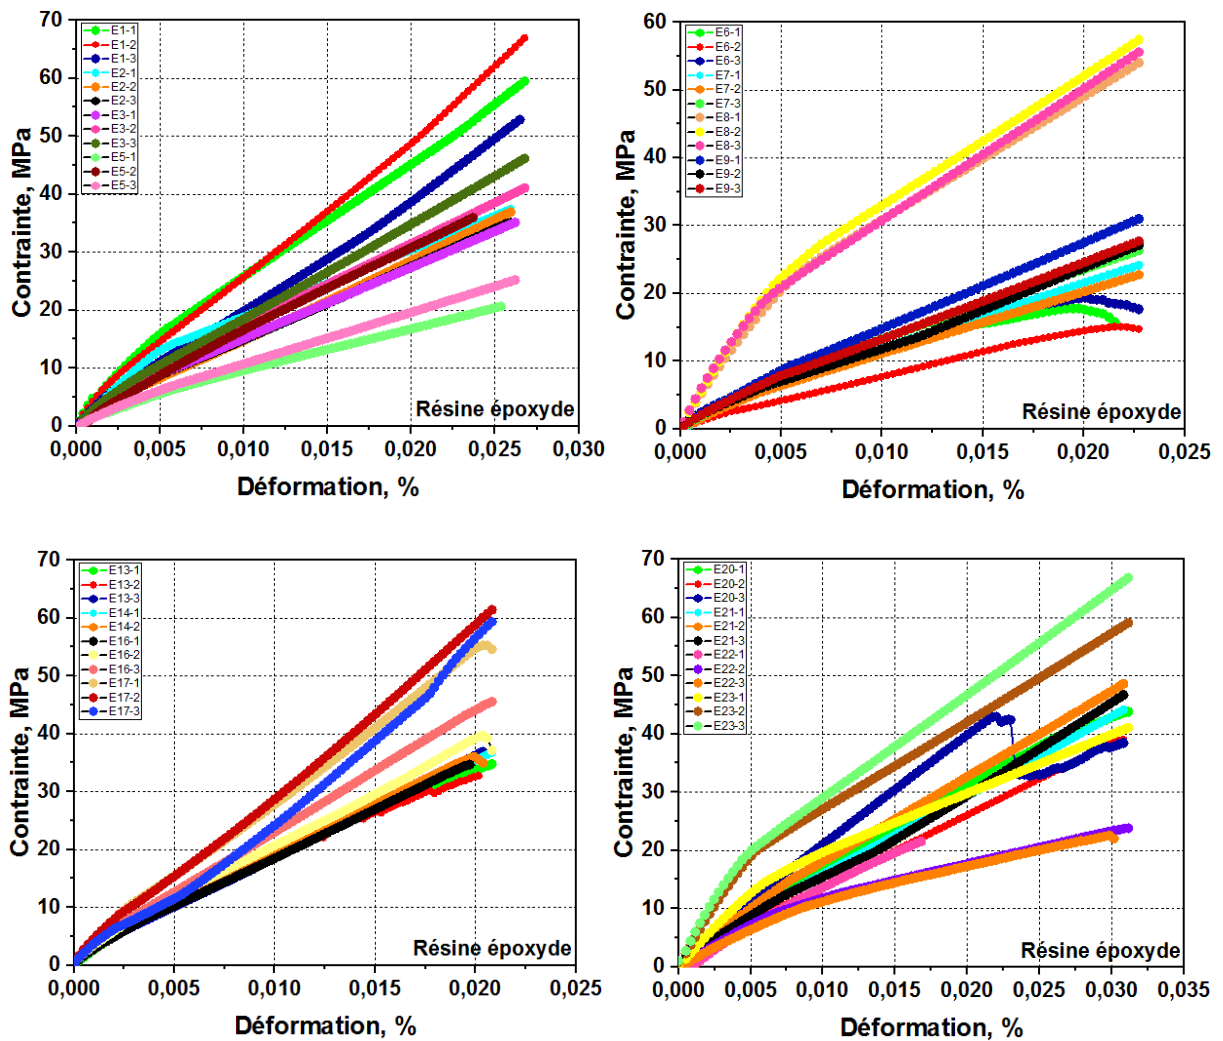 70
60
50
40
30
20
10
0
Contrainte, MPa
E1-1
E1-2
E1-3
E2-1
E2-2
E2-3
E3-1
E3-2
E3-3
E5-1
E5-2
E5-3
Résine époxyde
0,000 0,005 0,010 0,015 0,020 0,025 0,030
Déformation, %
60
50
40
30
20
10
0
Contrainte, MPa
E6-1
E6-2
E6-3
E7-1
E7-2
E7-3
E8-1
E8-2
E8-3
E9-1
E9-2
E9-3
Résine époxyde
0,000 0,005 0,010 0,015 0,020 0,025
Déformation, %
70
60
50
40
30
20
10
0
Contrainte, MPa
E13-1
E13-2
E13-3
E14-1
E14-2
E16-1
E16-2
E16-3
E17-1
E17-2
E17-3
Résine époxyde
0,000 0,005 0,010 0,015 0,020 0,025
Déformation, %
70
60
50
40
30
20
10
0
Contrainte, MPa
E20-1
E20-2
E20-3
E21-1
E21-2
E21-3
E22-1
E22-2
E22-3
E23-1
E23-2
E23-3
Résine époxyde
0,000 0,005 0,010 0,015 0,020 0,025 0,030 0,035
Déformation, %